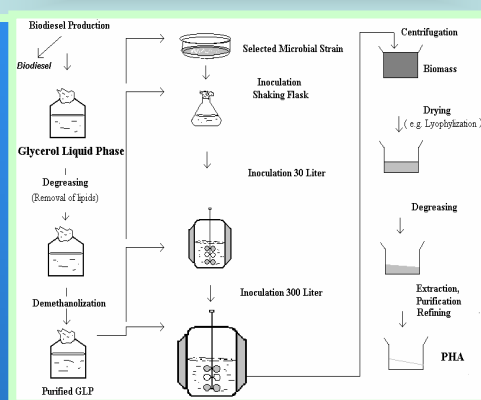 Biodiesel Production
Biodiesel
Glycerol Liquid Phase
Degreasing
(Removal of lipids)
Demethanolization
Purified GLP
Selected Microbial Strain
Inoculation
Shaking Flask
Inoculation 30 Liter
Inoculation 300 Liter
Centrifugation
Biomass
Drying
( e.g. Lyophylization )
Degreasing
Extraction,
Purification
Refining
PHA